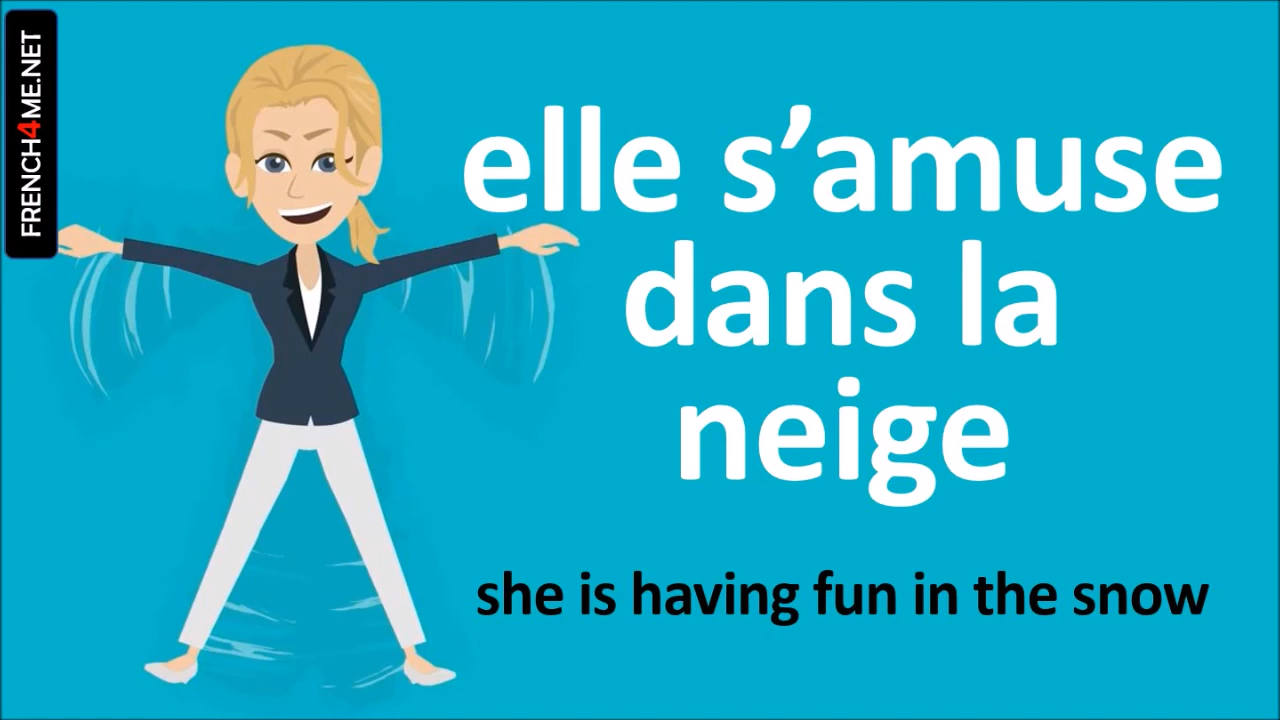 FRENCH4ME.NET
elle s’amuse
dans la
neige
she is having fun in the snow